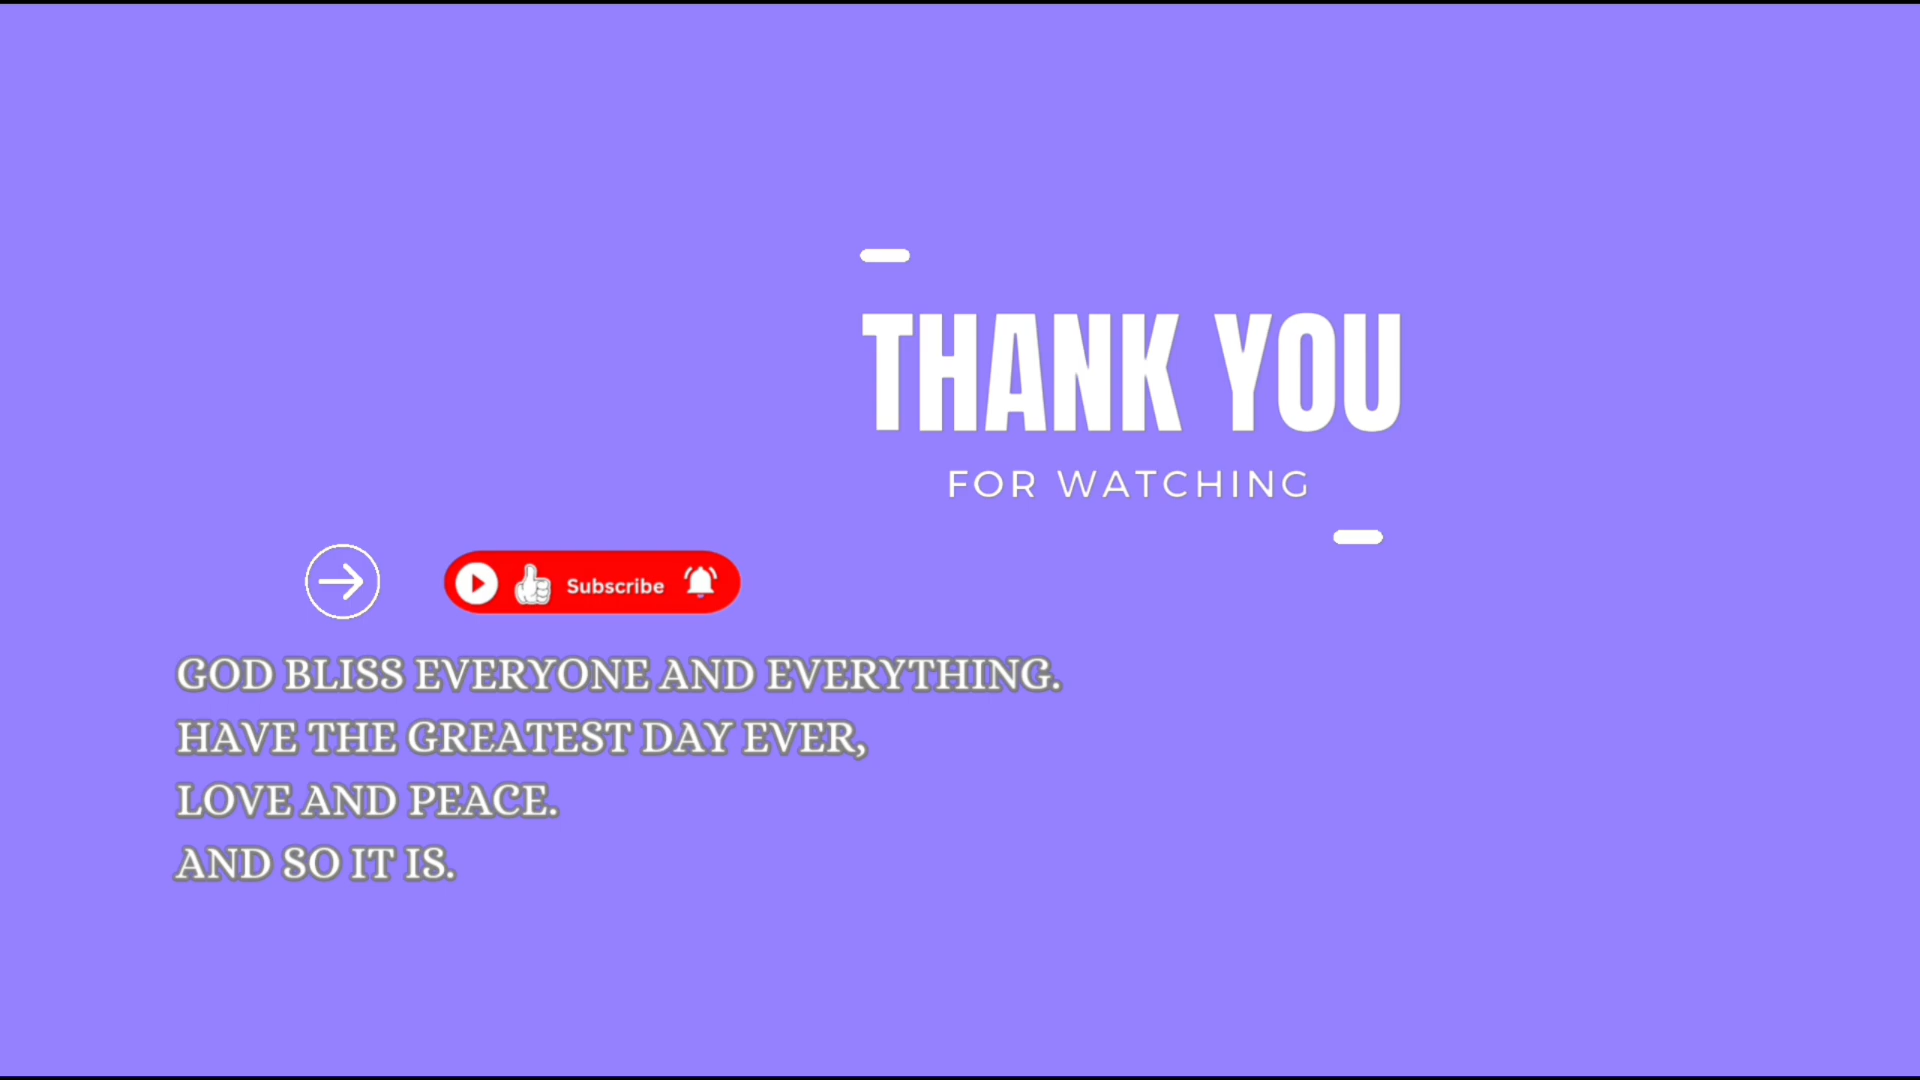 THANK YOU
FOR WATCHING
Subscribe
GOD BLISS EVERYONE AND EVERYTHING.
HAVE THE GREATEST DAY EVER,
LOVE AND PEACE.
AND SO IT IS.